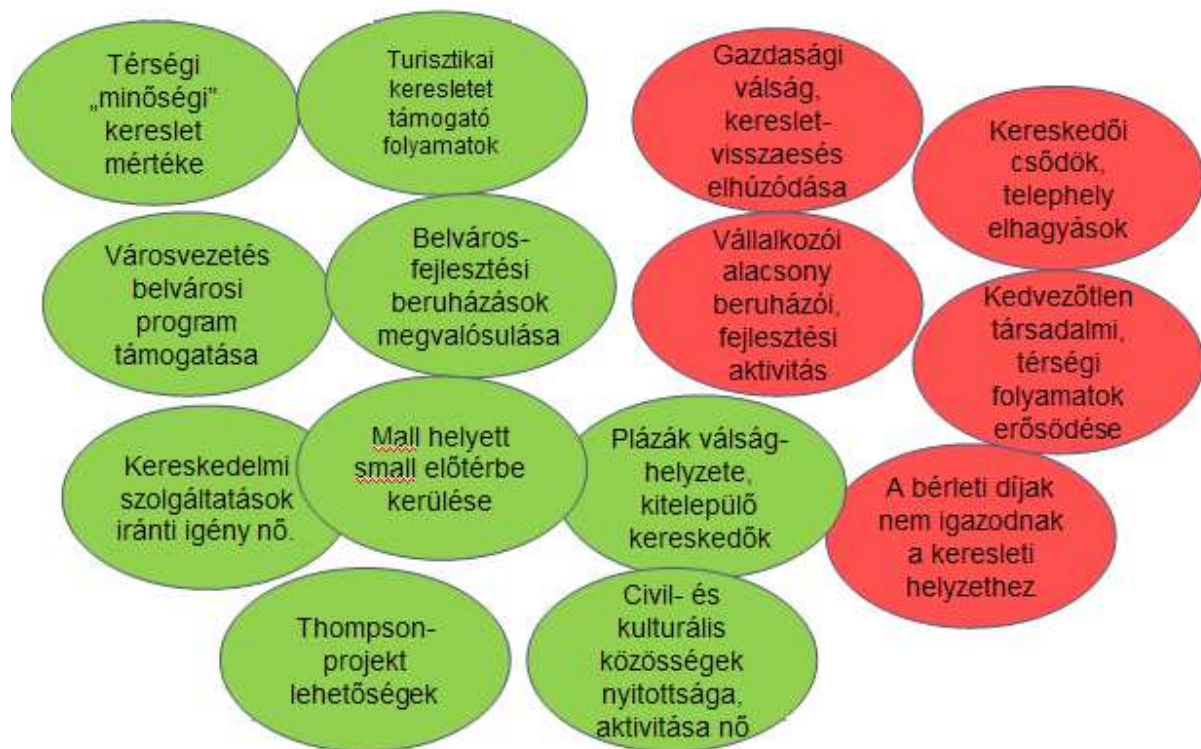 Térségi
„minőségi”
kereslet
mértéke
Turisztikai
keresletet
támogató
folyamatok
Gazdasági
válság,
kereslet-
visszaesés
elhúzódása
Kereskedői
csődök,
telephely
elhagyások
Városvezetés
belvárosi
program
támogatása
Belváros-
fejlesztési
beruházások
megvalósulása
Vállalkozói
alacsony
beruházói,
fejlesztési
aktivitás
Kedvezőtlen
társadalmi,
térségi
folyamatok
erősödése
Kereskedelmi
szolgáltatások
iránti igény nő.
Mall helyett
small előtérbe
kerülése
Plázák válság-
helyzete,
kitelepülő
kereskedők
A bérleti díjak
nem igazodnak
a keresleti
helyzethez
Thompson-
projekt
lehetőségek
Civil- és
kulturális
közösségek
nyitottsága,
aktivitása nő